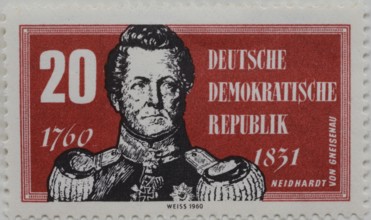 20
DEUTSCHE
DEMOKRATISCHE
REPUBLIK
1760
1831
NEIDHARDT
VON GNEISENAU
WEISS 1960